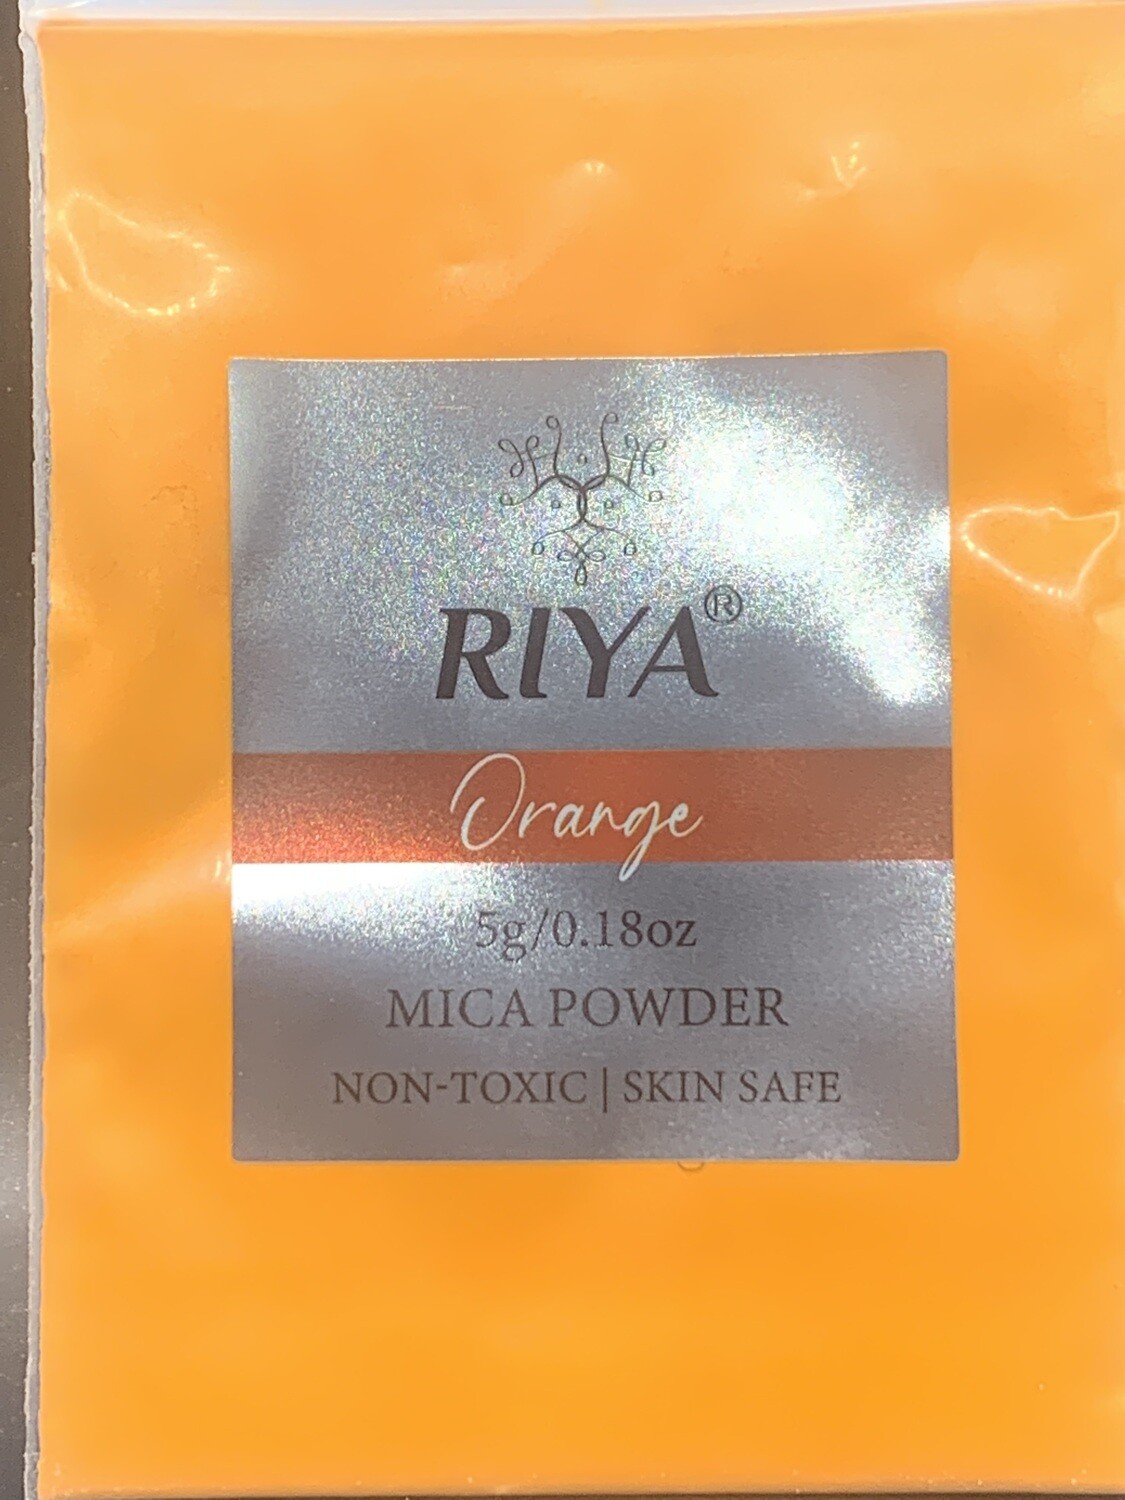 RIYA®
Orange
5g/0.18oz
MICA POWDER
NON-TOXIC | SKIN SAFE